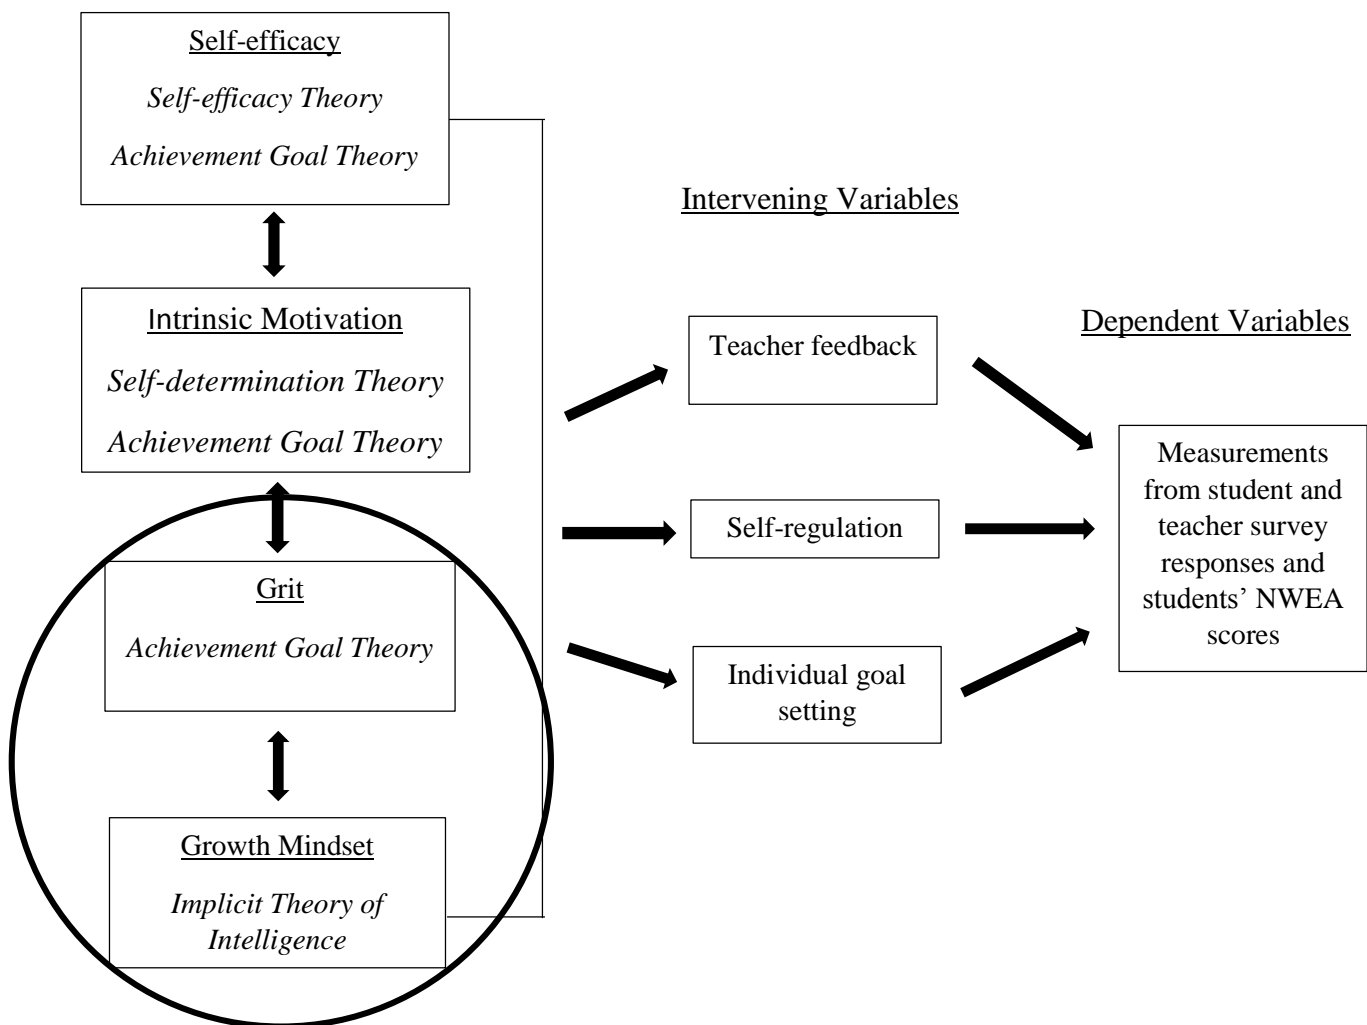 Self-efficacy
Self-efficacy Theory
Achievement Goal Theory
Intrinsic Motivation
Self-determination Theory
Achievement Goal Theory
Grit
Achievement Goal Theory
Growth Mindset
Implicit Theory of
Intelligence
Intervening Variables
Teacher feedback
Self-regulation
Individual goal
setting
Dependent Variables
Measurements
from student and
teacher survey
responses and
students’ NWEA
scores